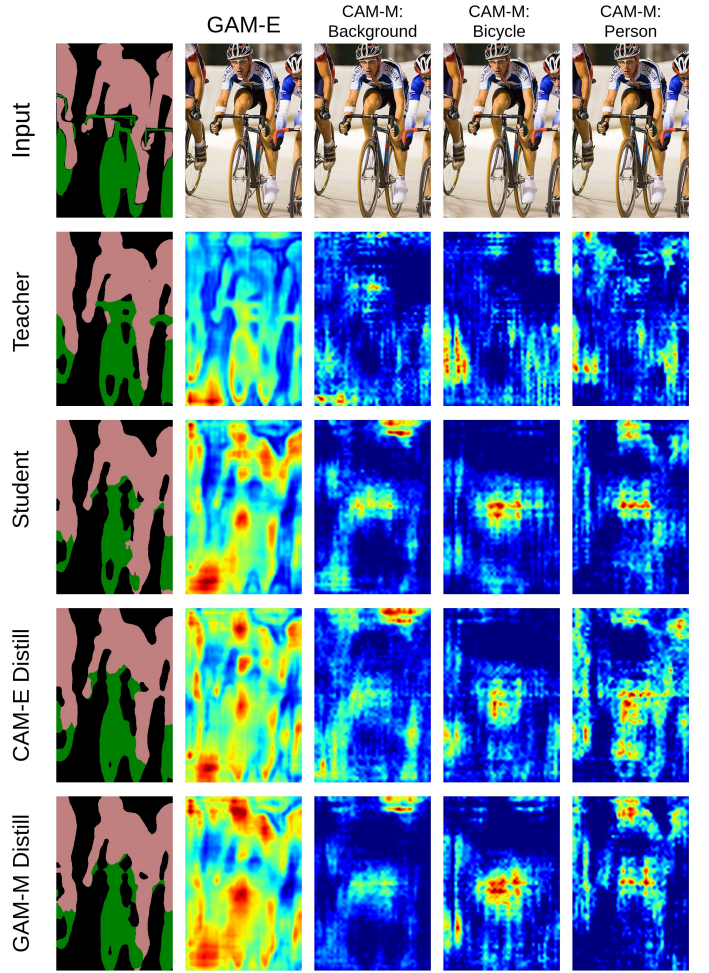 GAM-E
CAM-M:
Background
CAM-M:
Bicycle
CAM-M:
Person
Input
Teacher
Student
CAM-E Distill
GAM-M Distill